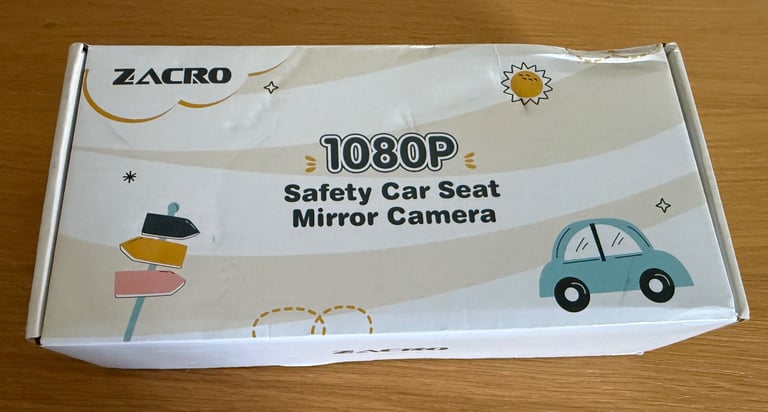 ZACRO
1080P
Safety Car Seat
Mirror Camera
ZACRO